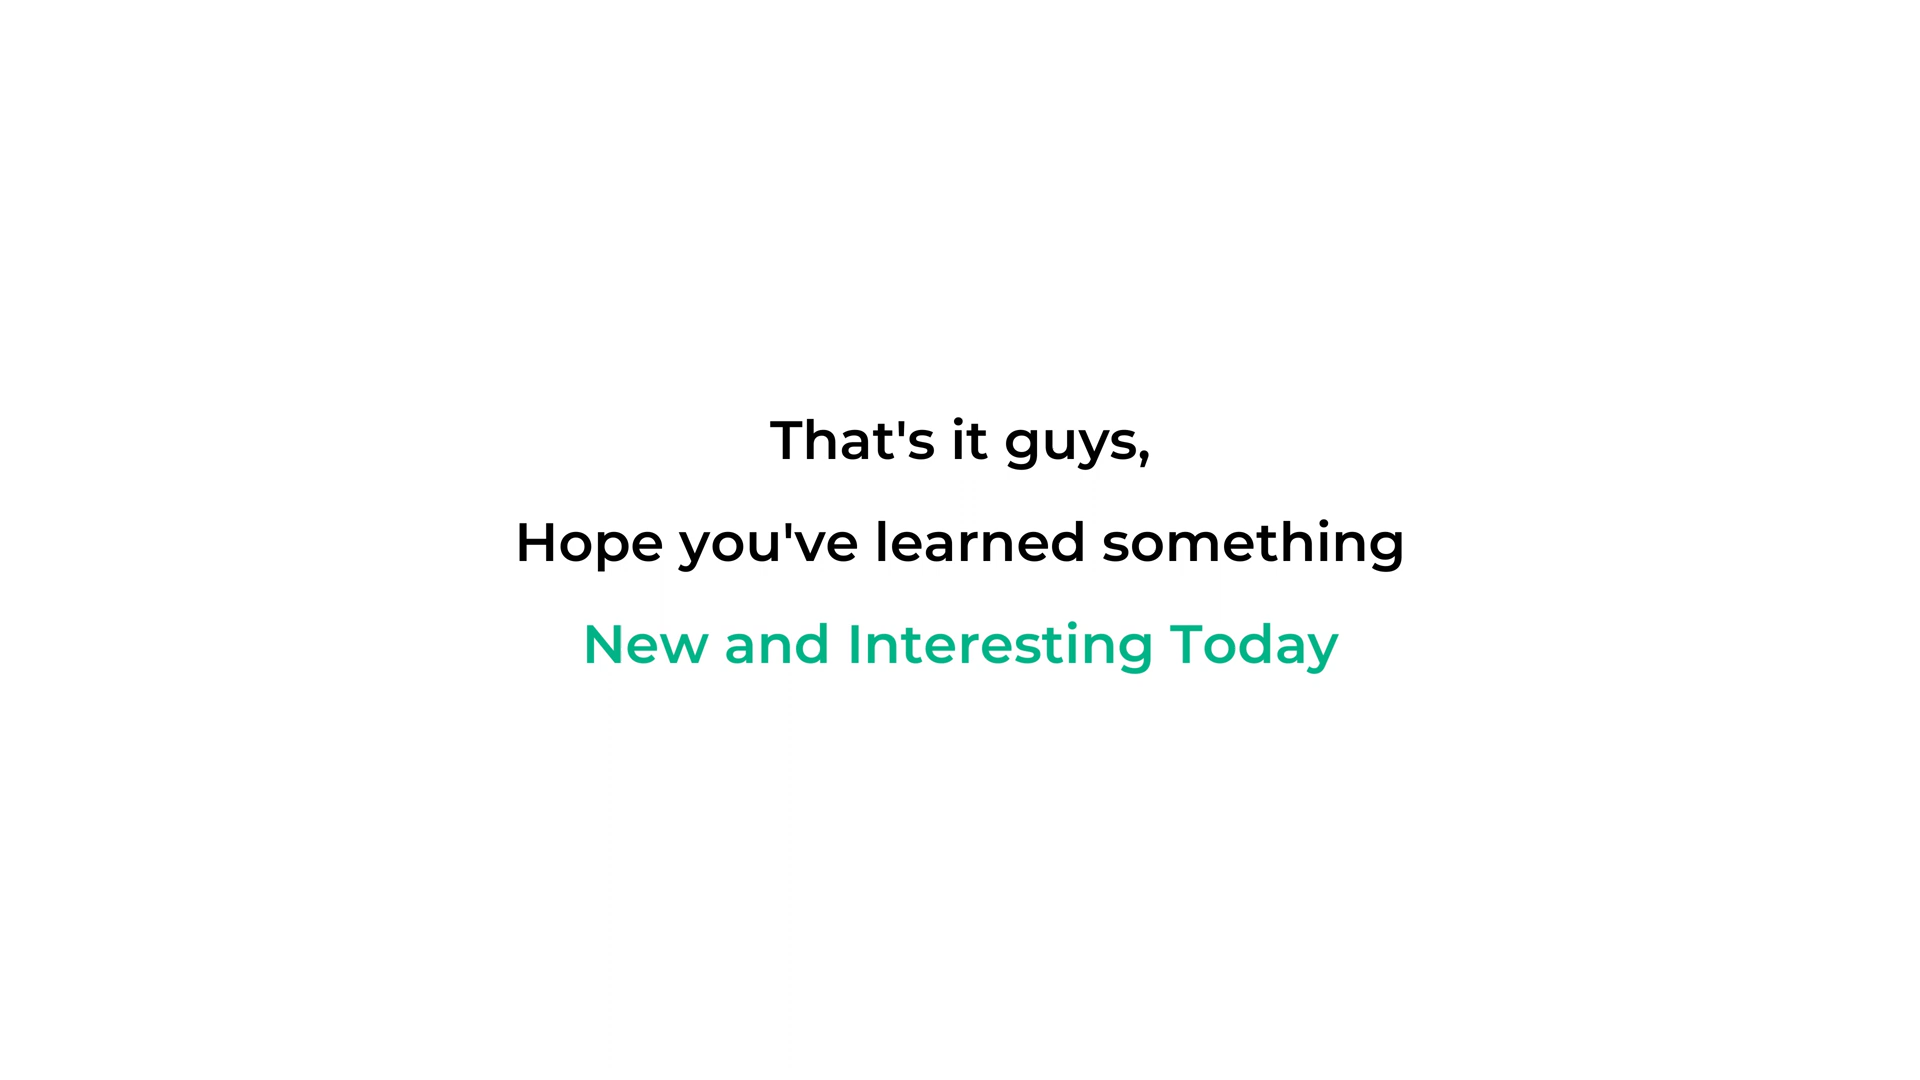 That's it guys,
Hope you've learned something
New and Interesting Today